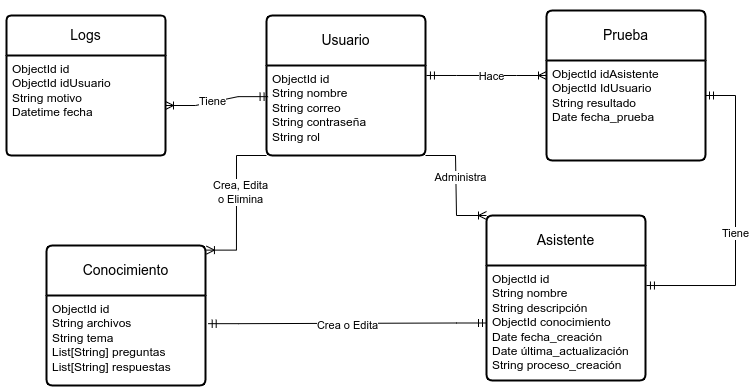 Logs
ObjectId id
ObjectId idUsuario
String motivo
Datetime fecha
Tiene
Usuario
ObjectId id
String nombre
String correo
String contraseña
String rol
Hace
Prueba
ObjectId idAsistente
ObjectId IdUsuario
String resultado
Date fecha_prueba
Crea, Edita
o Elimina
Administra
Tiene
Conocimiento
ObjectId id
String archivos
String tema
List[String] preguntas
List[String] respuestas
Crea o Edita
Asistente
ObjectId id
String nombre
String descripción
ObjectId conocimiento
Date fecha_creación
Date última_actualización
String proceso_creación